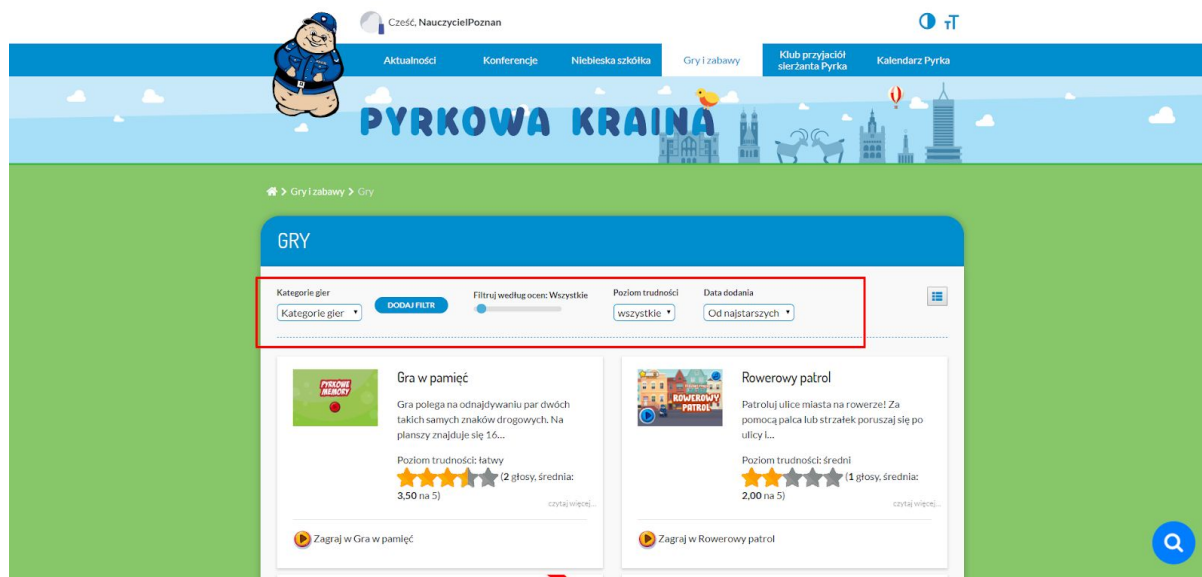 Cześć, NauczycielPoznan
Aktualności
Konferencje
Niebieska szkółka
Gry i zabawy
Klub przyjaciół
sierżanta Pyrka
Kalendarz Pyrka
PYRKOWA KRAINA
> Gry i zabawy > Gry
GRY
Kategorie gier
Kategorie gier
DODAJ FILTR
Filtruj według ocen: Wszystkie
Poziom trudności
wszystkie
Data dodania
Od najstarszych
PYRKOWE
MEMORY
Gra w pamięć
Gra polega na odnajdywaniu par dwóch
takich samych znaków drogowych. Na
planszy znajduje się 16...
Poziom trudności: łatwy
(2 głosy, średnia:
3,50 na 5)
czytaj więcej...
Zagraj w Gra w pamięć
ROWEROWY
PATROL
Rowerowy patrol
Patroluj ulice miasta na rowerze! Za
pomocą palca lub strzałek poruszaj się po
ulicy i...
Poziom trudności: średni
(1 głosy, średnia:
2,00 na 5)
czytaj więcej...
Zagraj w Rowerowy patrol